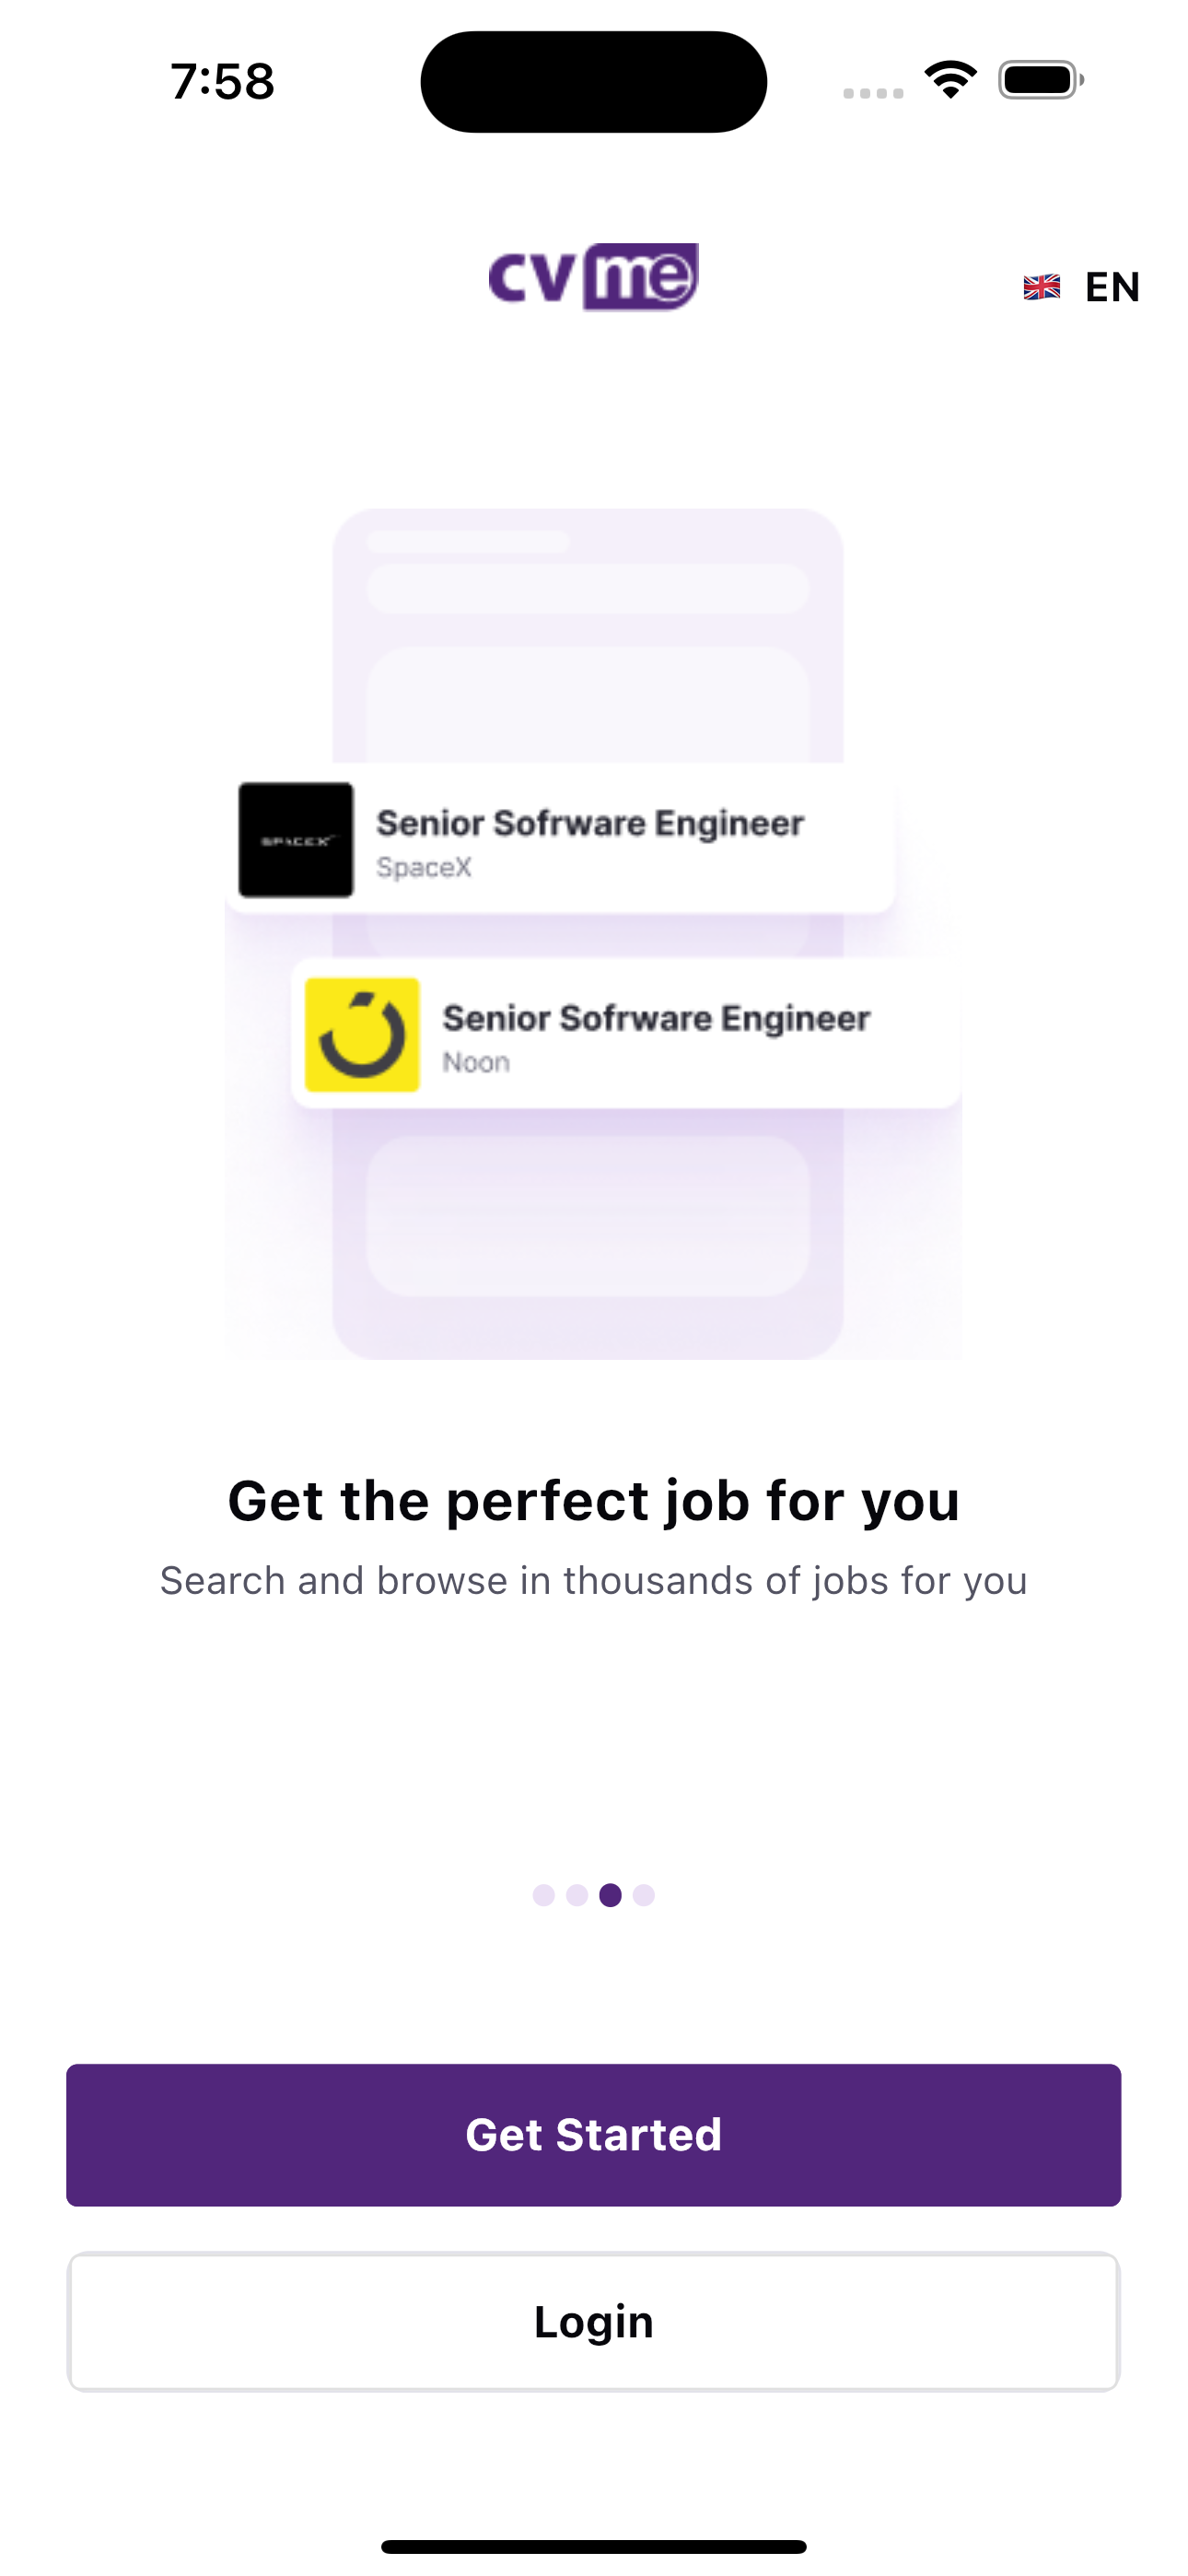 7:58
cvme
🇬🇧 EN
SPACEX
Senior Sofrware Engineer
SpaceX
Senior Sofrware Engineer
Noon
Get the perfect job for you
Search and browse in thousands of jobs for you
Get Started
Login